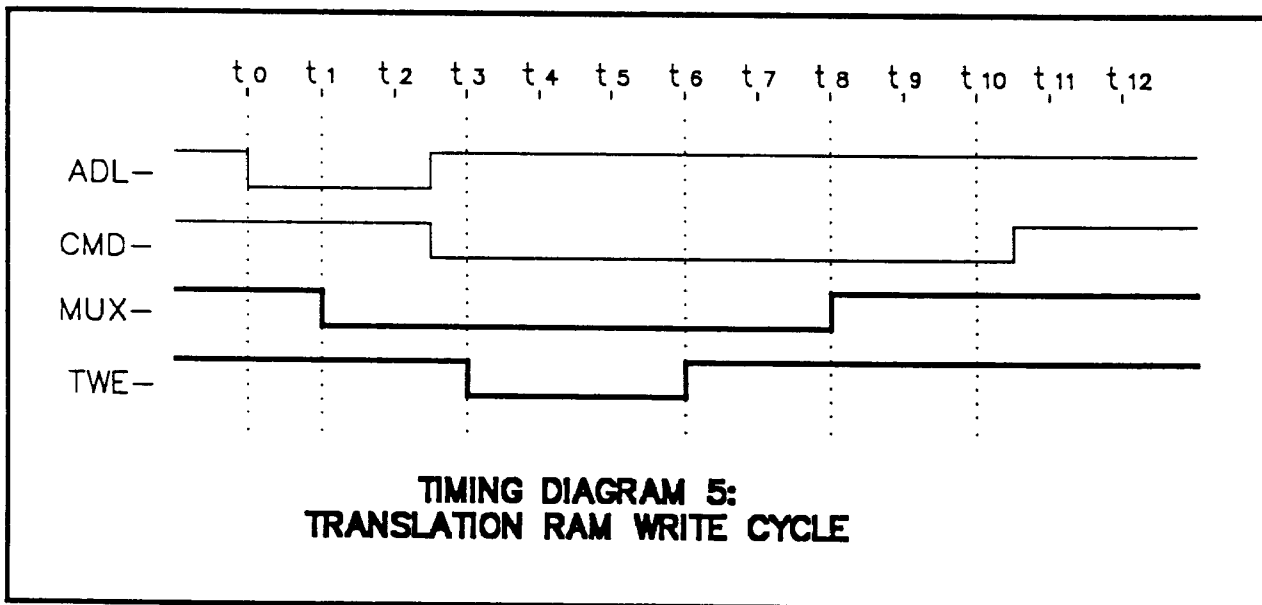 t0 t1 t2 t3 t4 t5 t6 t7 t8 t9 t10 t11 t12
ADL-
CMD-
MUX-
TWE-
TIMING DIAGRAM 5:
TRANSLATION RAM WRITE CYCLE